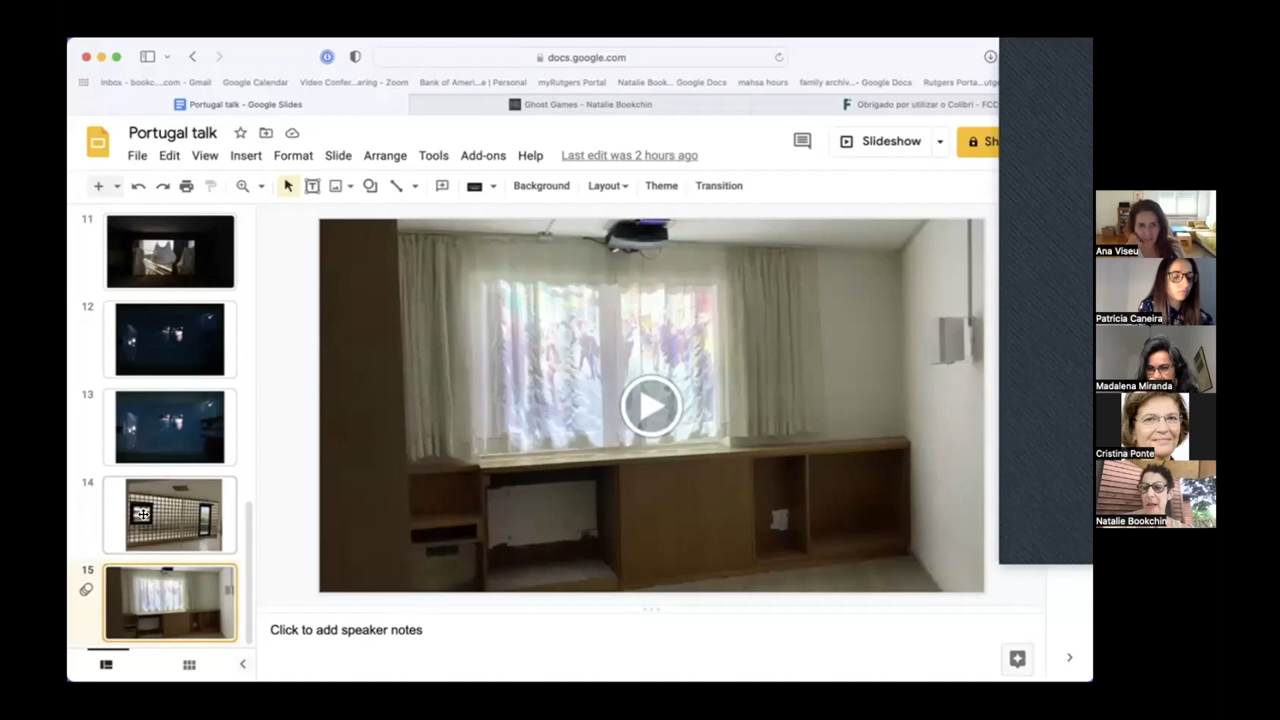 docs.google.com
Inbox - bookc....com - Gmail Google Calendar Video Confer...aring - Zoom Bank of Ameri...e | Personal myRutgers Portal Natalie Book... Google Docs mahsa hours family archiv...- Google Docs Rutgers Porta...utge
Portugal talk - Google Slides Ghost Games – Natalie Bookchin Obrigado por utilizar o Colibri - FCC
Portugal talk
Slideshow Sh
File Edit View Insert Format Slide Arrange Tools Add-ons Help Last edit was 2 hours ago
Background Layout Theme Transition
11
12
13
14
15
Click to add speaker notes
Ana Viseu
Patricia Caneira
Madalena Miranda
Cristina Ponte
Natalie Bookchin